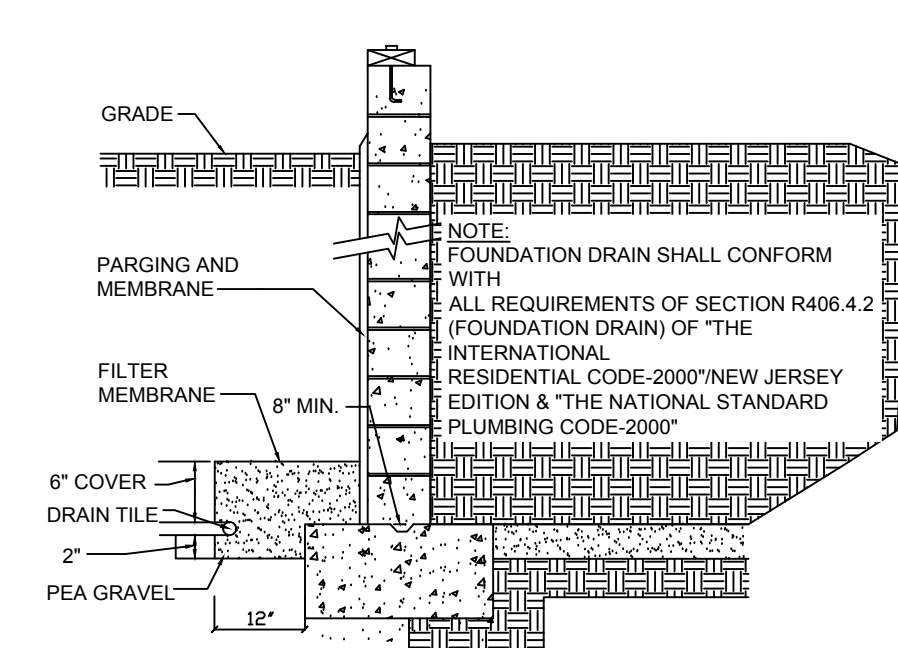 GRADE
PARGING AND
MEMBRANE
FILTER
MEMBRANE
8" MIN.
6" COVER
DRAIN TILE
2"
PEA GRAVEL
12"
NOTE:
FOUNDATION DRAIN SHALL CONFORM
WITH
ALL REQUIREMENTS OF SECTION R406.4.2
(FOUNDATION DRAIN) OF "THE
INTERNATIONAL
RESIDENTIAL CODE-2000"/NEW JERSEY
EDITION & "THE NATIONAL STANDARD
PLUMBING CODE-2000"